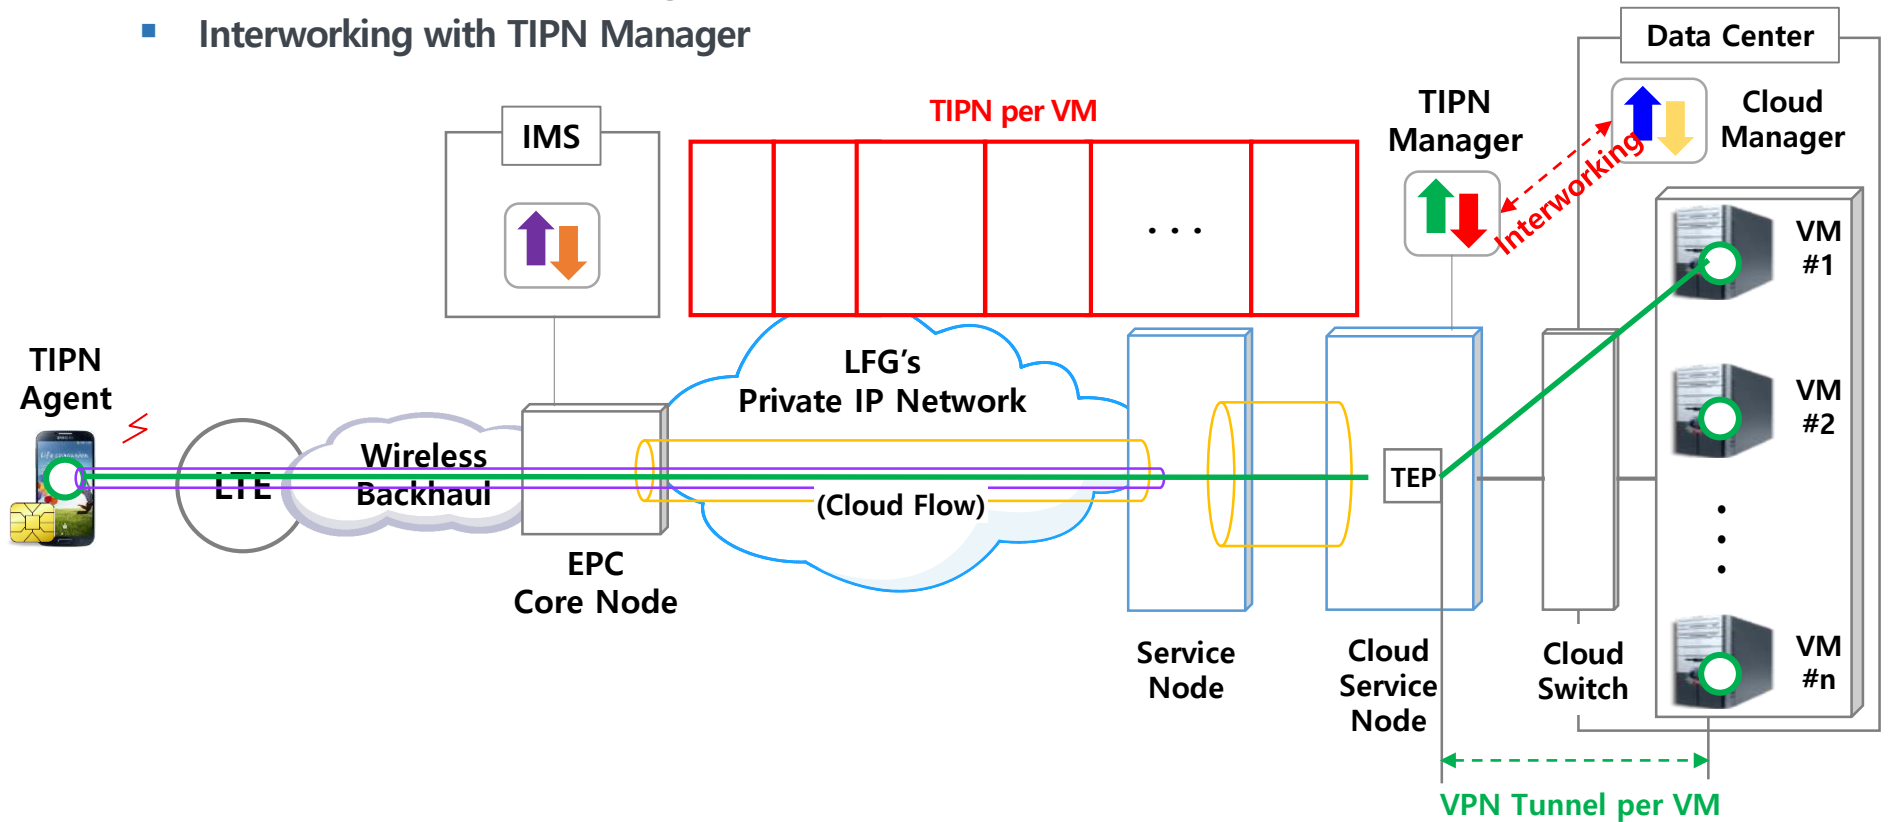 Interworking with TIPN Manager
Data Center
TIPN per VM
TIPN
Manager
Cloud
Manager
IMS
Interworking
...
VM
#1
TIPN
Agent
LFG's
Private IP Network
VM
#2
Wireless
Backhaul
LTE
TEP
(Cloud Flow)
EPC
Core Node
Service
Node
Cloud
Service
Node
Cloud
Switch
VM
#n
VPN Tunnel per VM